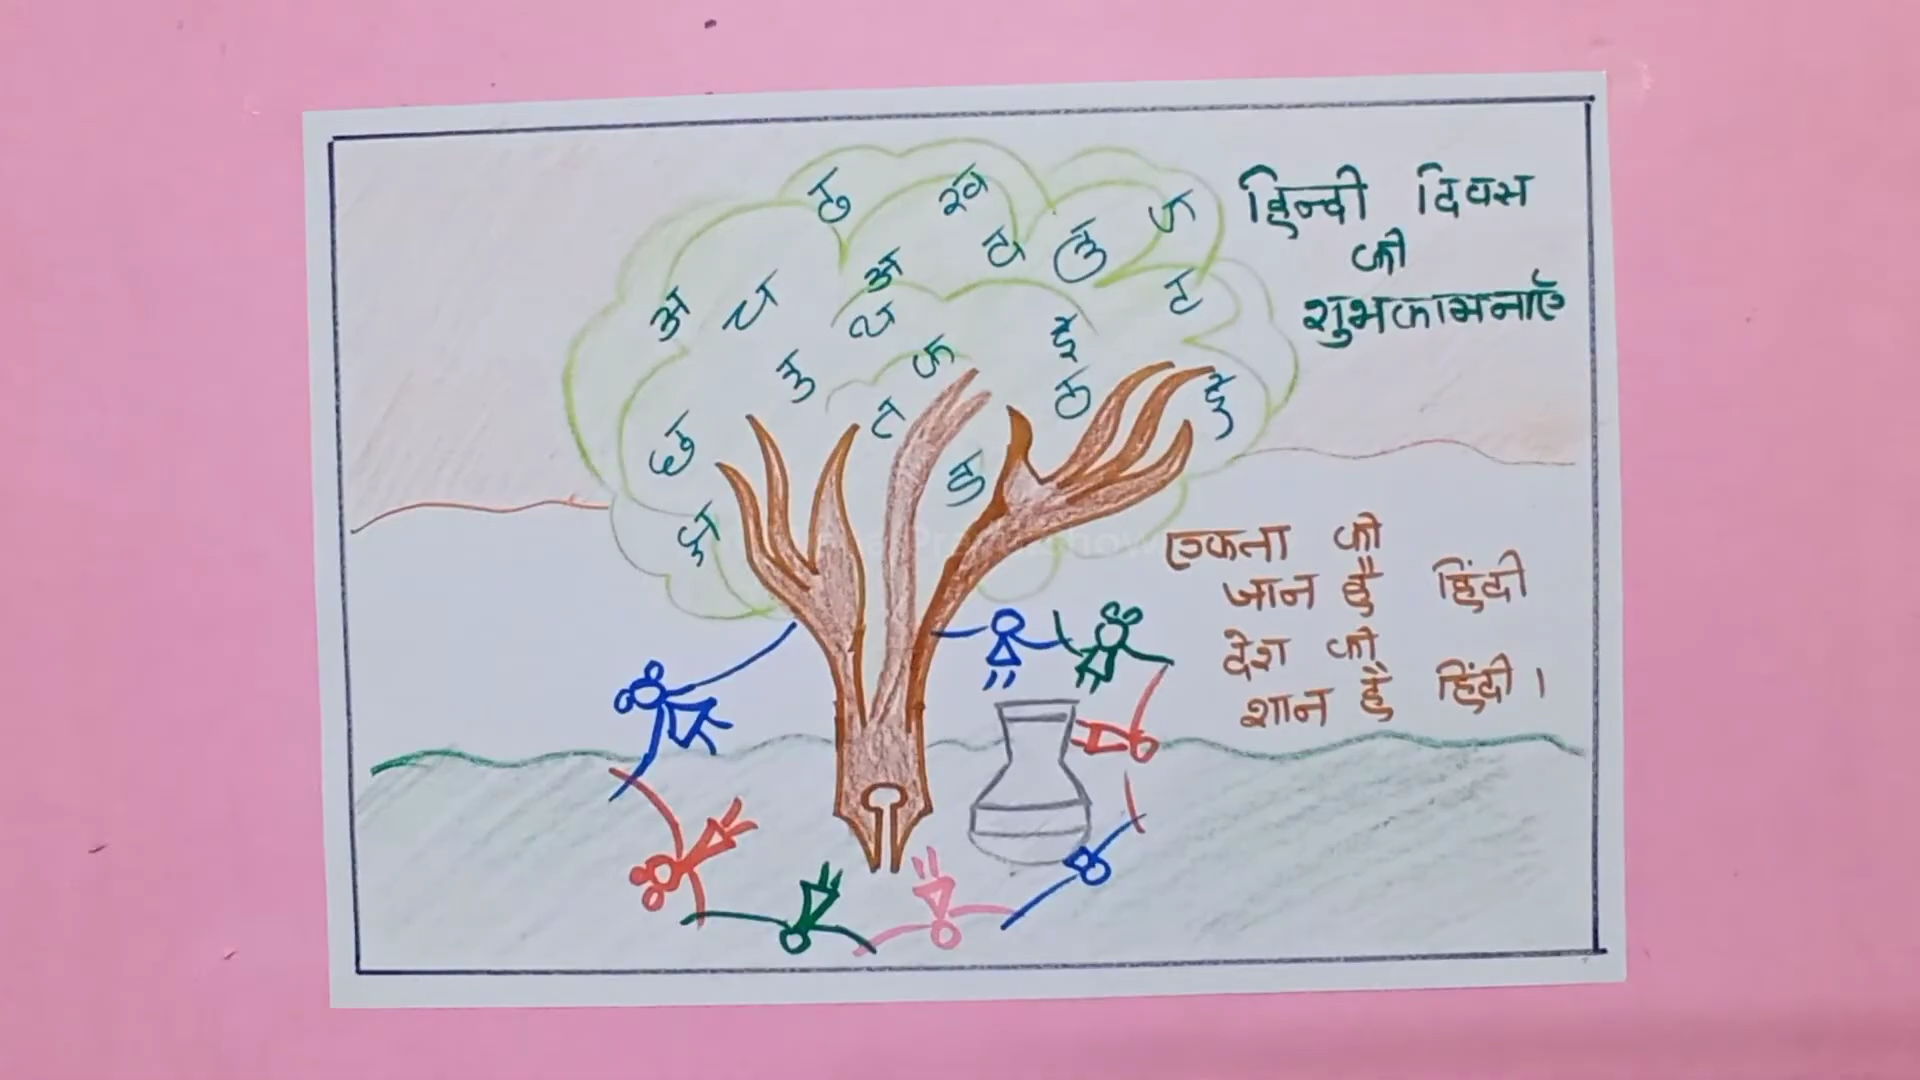 हिन्दी दिवस
की
शुभकामनाएँ
ठ
ख
ज
अ
घ
उ
अ
य
थ
ट
इ
उ
क
ई
त
ठ
छ
ड
अ
एकता की
जान है हिंदी
देश की
शान है हिंदी।